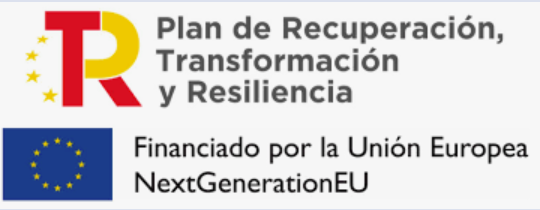 Plan de Recuperación,
Transformación
y Resiliencia
Financiado por la Unión Europea
NextGenerationEU